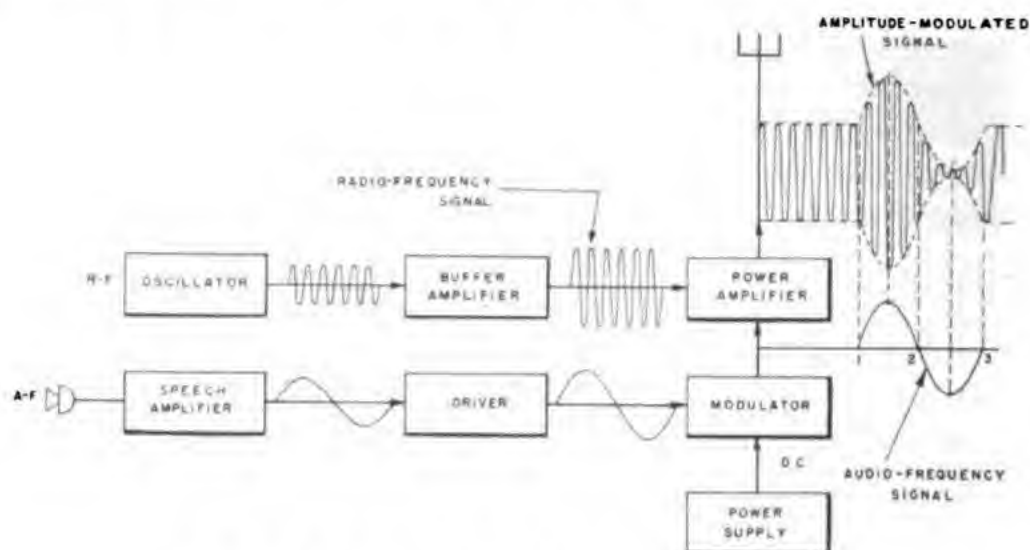 AMPLITUDE-MODULATED
SIGNAL
RADIO-FREQUENCY
SIGNAL
R-F
OSCILLATOR
BUFFER
AMPLIFIER
POWER
AMPLIFIER
1 2 3
A-F
SPEECH
AMPLIFIER
DRIVER
MODULATOR
DC
AUDIO-FREQUENCY
SIGNAL
POWER
SUPPLY